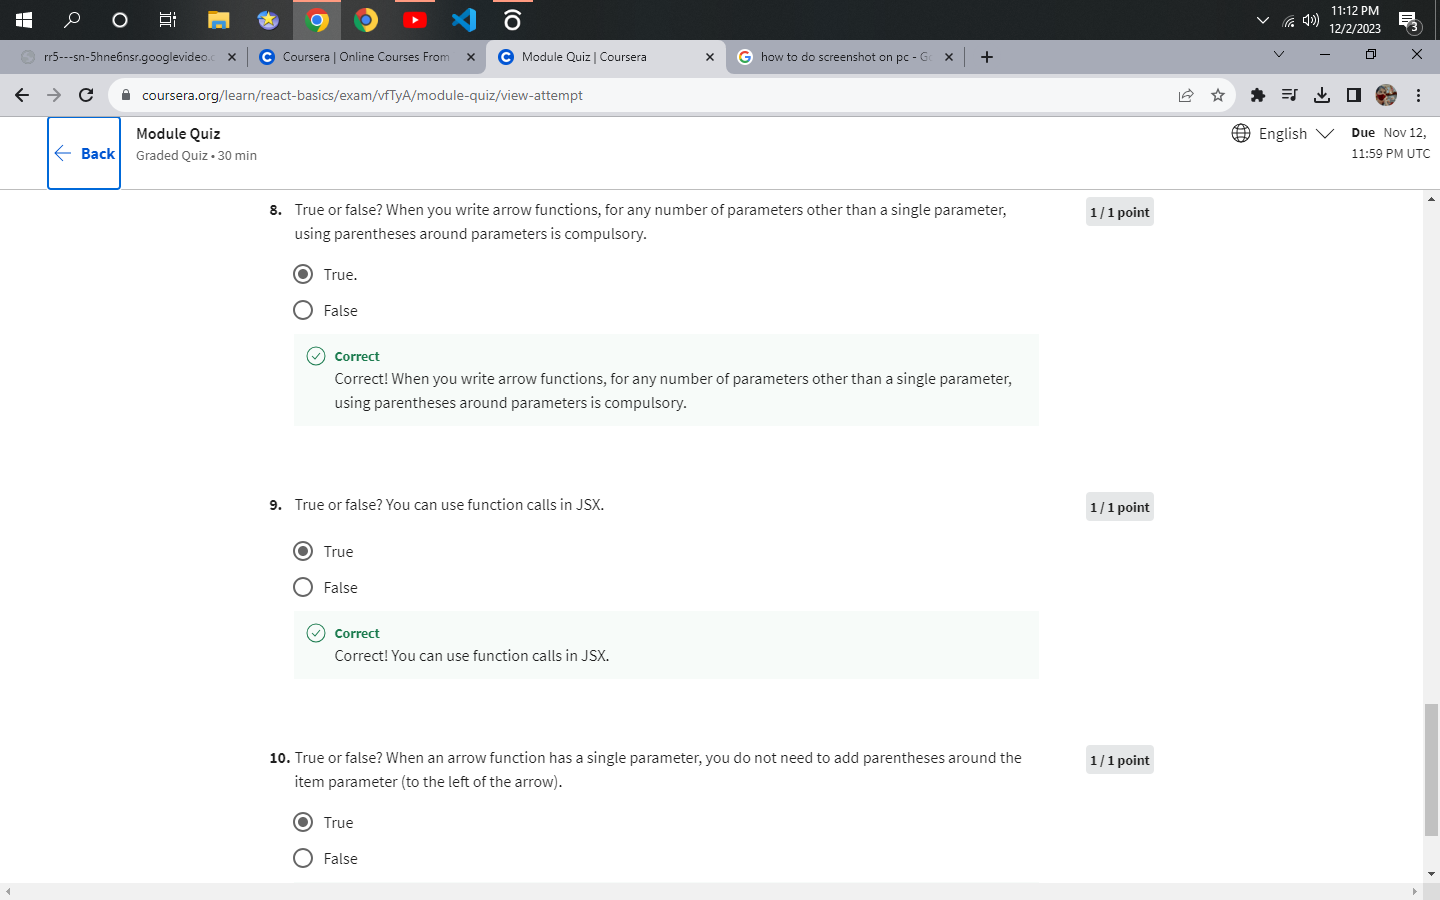 11:12 PM
12/2/2023
3
rr5---sn-5hne6nsr.googlevideo.c
Coursera | Online Courses From
Module Quiz | Coursera
how to do screenshot on pc - Go
coursera.org/learn/react-basics/exam/vfTyA/module-quiz/view-attempt
Back
Module Quiz
Graded Quiz • 30 min
English
Due Nov 12,
11:59 PM UTC
8. True or false? When you write arrow functions, for any number of parameters other than a single parameter,
using parentheses around parameters is compulsory.
1 / 1 point
True.
False
Correct
Correct! When you write arrow functions, for any number of parameters other than a single parameter,
using parentheses around parameters is compulsory.
9. True or false? You can use function calls in JSX.
1 / 1 point
True
False
Correct
Correct! You can use function calls in JSX.
10. True or false? When an arrow function has a single parameter, you do not need to add parentheses around the
item parameter (to the left of the arrow).
1 / 1 point
True
False